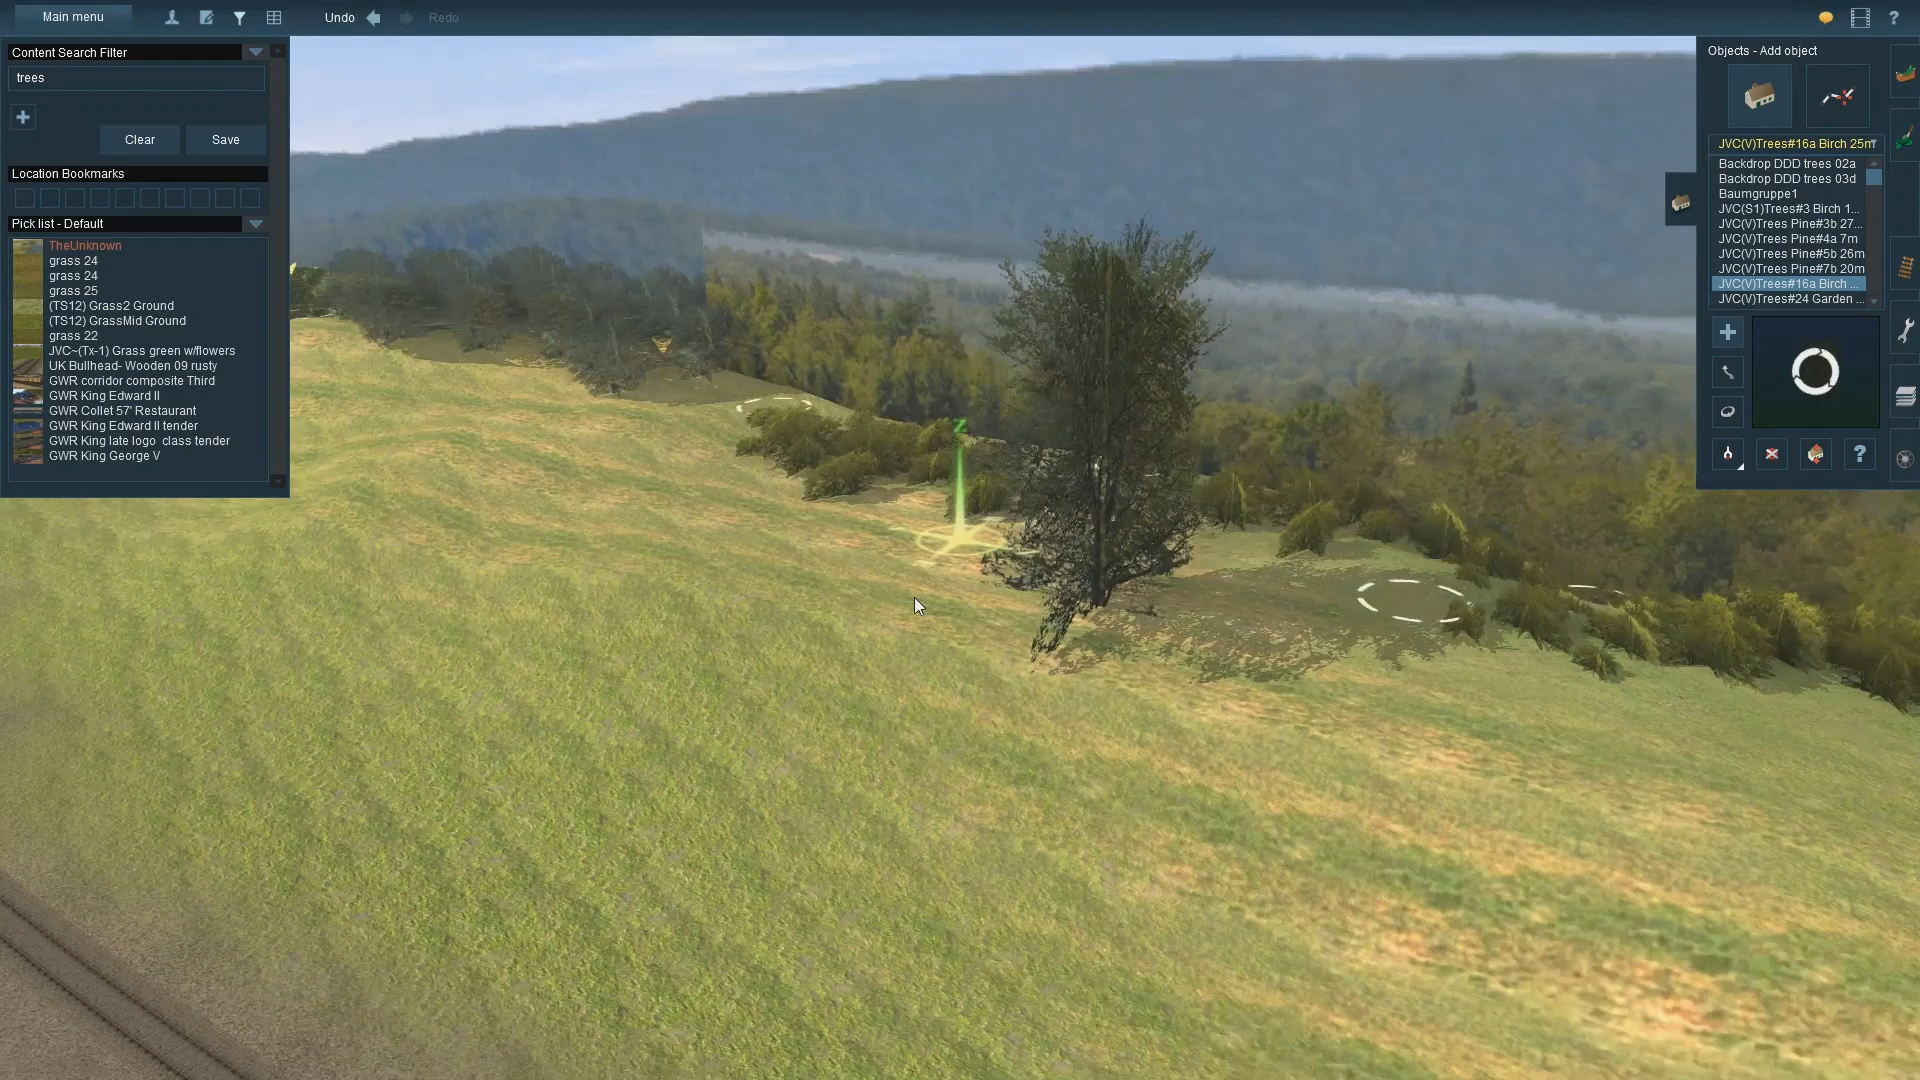 Main menu
Undo
Redo
?
Content Search Filter
trees
Clear
Save
Location Bookmarks
Pick list - Default
TheUnknown
grass 24
grass 24
grass 25
(TS12) Grass2 Ground
(TS12) GrassMid Ground
grass 22
JVC~(Tx-1) Grass green w/flowers
UK Bullhead- Wooden 09 rusty
GWR corridor composite Third
GWR King Edward II
GWR Collet 57' Restaurant
GWR King Edward II tender
GWR King late logo class tender
GWR King George V
Z
Objects - Add object
JVC(V)Trees#16a Birch 25m
Backdrop DDD trees 02a
Backdrop DDD trees 03d
Baumgruppe1
JVC(S1)Trees#3 Birch 1...
JVC(V)Trees Pine#3b 27...
JVC(V)Trees Pine#4a 7m
JVC(V)Trees Pine#5b 26m
JVC(V)Trees Pine#7b 20m
JVC(V)Trees#16a Birch ...
JVC(V)Trees#24 Garden ...
?